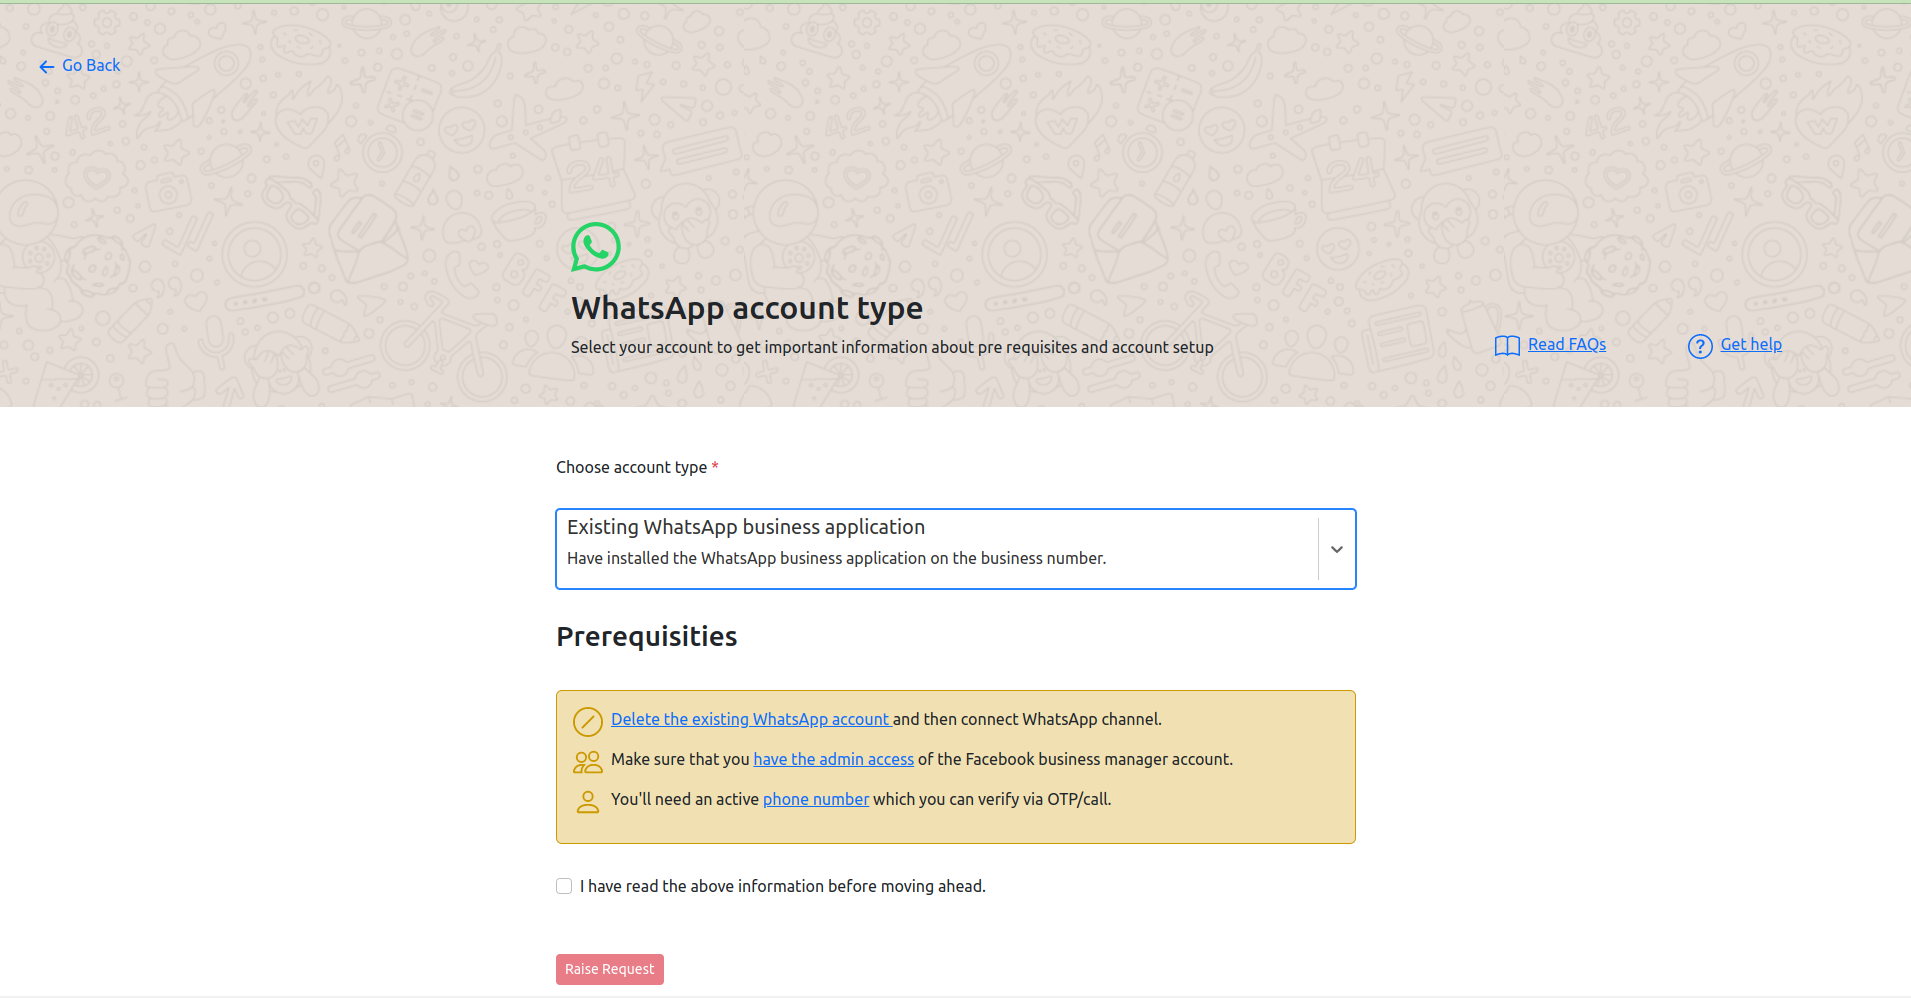 Go Back
WhatsApp account type
Select your account to get important information about pre requisites and account setup
Read FAQs
Get help
Choose account type *
Existing WhatsApp business application
Have installed the WhatsApp business application on the business number.
Prerequisities
Delete the existing WhatsApp account and then connect WhatsApp channel.
Make sure that you have the admin access of the Facebook business manager account.
You'll need an active phone number which you can verify via OTP/call.
I have read the above information before moving ahead.
Raise Request